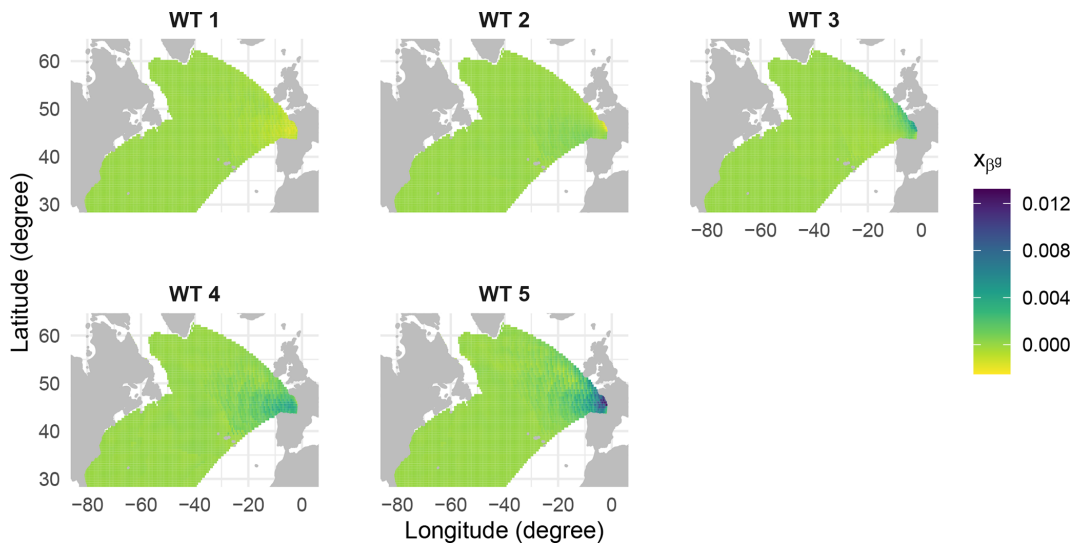 WT 1 WT 2 WT 3
60
50
40
30
−80 −60 −40 −20 0
WT 4 WT 5
60
50
40
30
−80 −60 −40 −20 0 −80 −60 −40 −20 0
Latitude (degree)
Longitude (degree)
xβᵍ
0.012
0.008
0.004
0.000